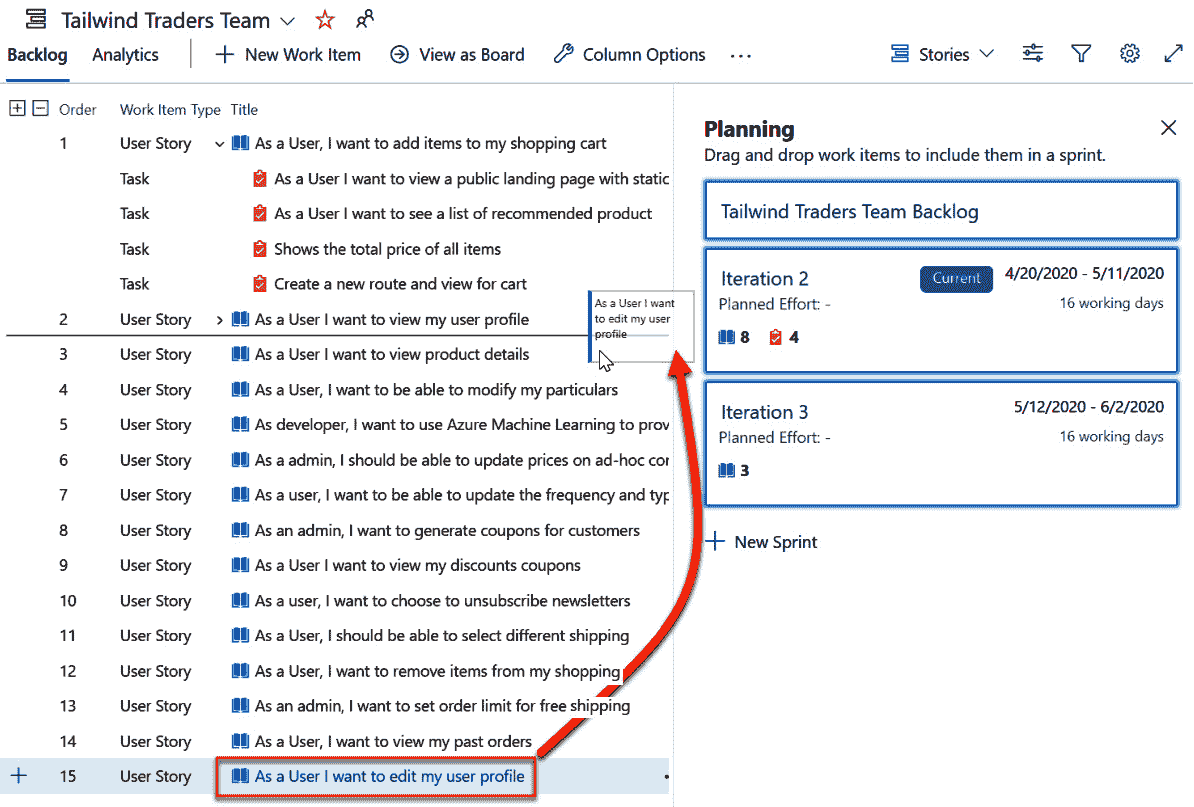 Tailwind Traders Team
Backlog Analytics New Work Item View as Board Column Options ... Stories
Order Work Item Type Title
1 User Story As a User, I want to add items to my shopping cart
Task As a User I want to view a public landing page with static
Task As a User I want to see a list of recommended product
Task Shows the total price of all items
Task Create a new route and view for cart
2 User Story As a User I want to view my user profile
3 User Story As a User I want to view product details
4 User Story As a User, I want to be able to modify my particulars
5 User Story As developer, I want to use Azure Machine Learning to prov
6 User Story As a admin, I should be able to update prices on ad-hoc cor
7 User Story As a user, I want to be able to update the frequency and typ
8 User Story As an admin, I want to generate coupons for customers
9 User Story As a User I want to view my discounts coupons
10 User Story As a user, I want to choose to unsubscribe newsletters
11 User Story As a User, I should be able to select different shipping
12 User Story As a User, I want to remove items from my shopping
13 User Story As an admin, I want to set order limit for free shipping
14 User Story As a User, I want to view my past orders
15 User Story As a User I want to edit my user profile
As a User I want
to edit my user
profile
Planning
Drag and drop work items to include them in a sprint.
Tailwind Traders Team Backlog
Iteration 2 Current 4/20/2020 - 5/11/2020
Planned Effort: - 16 working days
8 4
Iteration 3 5/12/2020 - 6/2/2020
Planned Effort: - 16 working days
3
New Sprint